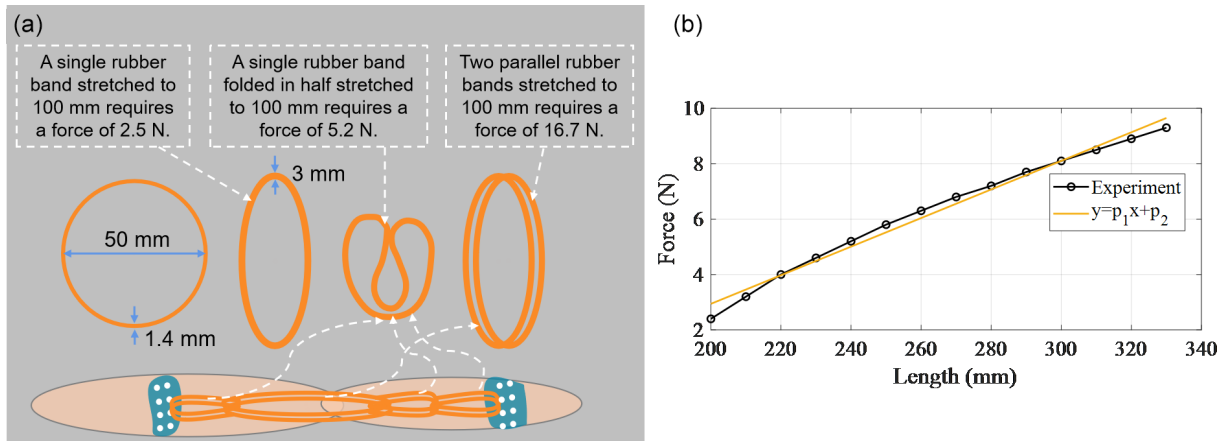 (a)
A single rubber
band stretched to
100 mm requires
a force of 2.5 N.
A single rubber band
folded in half stretched
to 100 mm requires a
force of 5.2 N.
Two parallel rubber
bands stretched to
100 mm requires a
force of 16.7 N.
3 mm
50 mm
1.4 mm
(b)
10
8
6
4
2
Force (N)
Experiment
y=p₁x+p₂
200 220 240 260 280 300 320 340
Length (mm)